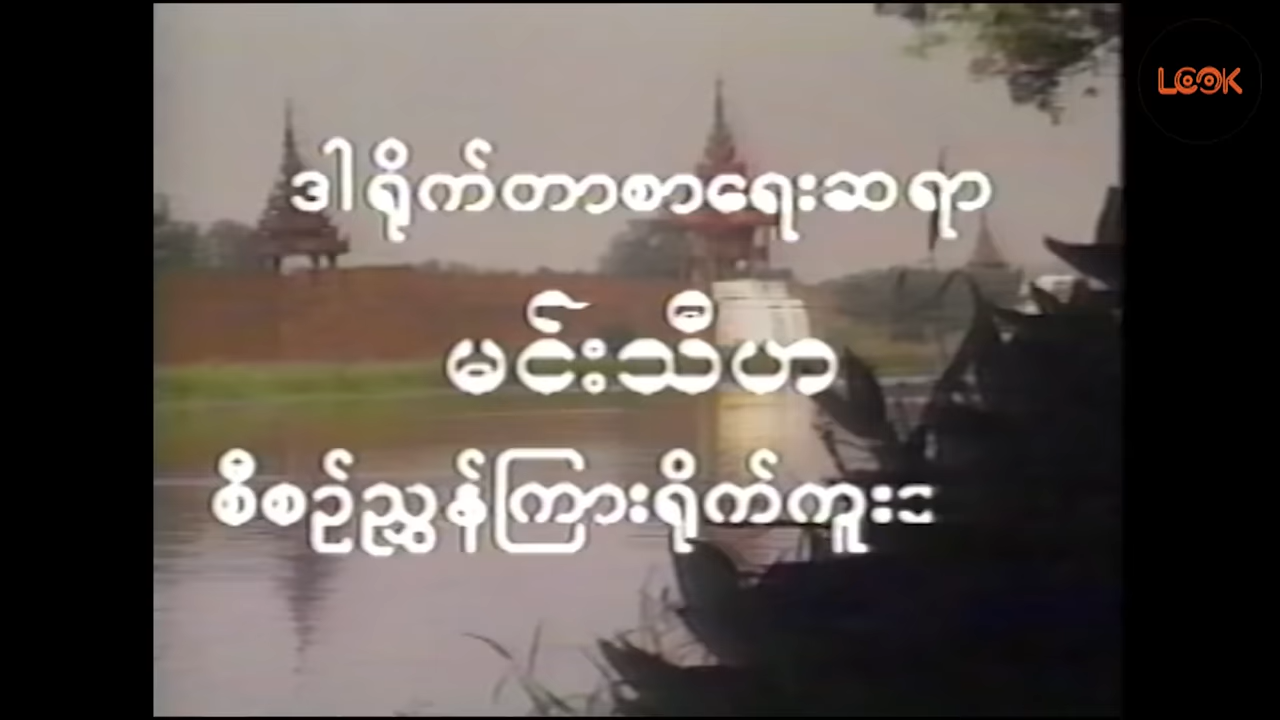 ဒါရိုက်တာစာရေးဆရာ
မင်းသီဟ
စီစဉ်ညွှန်ကြားရိုက်ကူး
LOOK